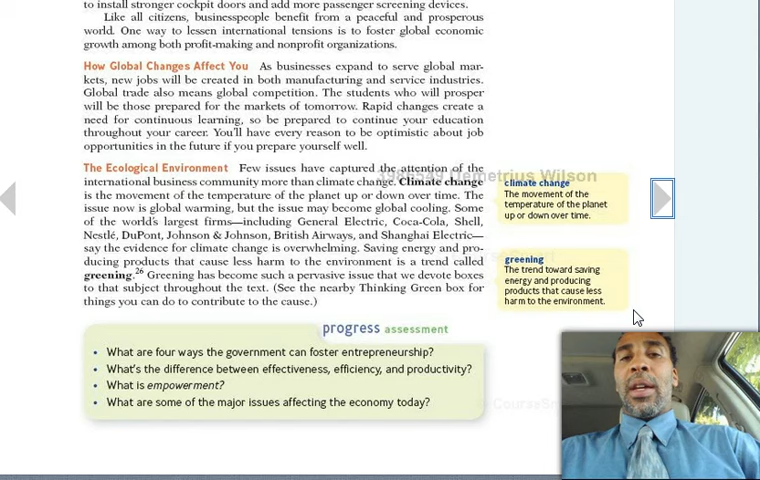 to install stronger cockpit doors and add more passenger screening devices.
Like all citizens, businesspeople benefit from a peaceful and prosperous
world. One way to lessen international tensions is to foster global economic
growth among both profit-making and nonprofit organizations.
How Global Changes Affect You As businesses expand to serve global mar-
kets, new jobs will be created in both manufacturing and service industries.
Global trade also means global competition. The students who will prosper
will be those prepared for the markets of tomorrow. Rapid changes create a
need for continuous learning, so be prepared to continue your education
throughout your career. You'll have every reason to be optimistic about job
opportunities in the future if you prepare yourself well.
The Ecological Environment Few issues have captured the attention of the
international business community more than climate change. Climate change
is the movement of the temperature of the planet up or down over time. The
issue now is global warming, but the issue may become global cooling. Some
of the world's largest firms—including General Electric, Coca-Cola, Shell,
Nestlé, DuPont, Johnson & Johnson, British Airways, and Shanghai Electric—
say the evidence for climate change is overwhelming. Saving energy and pro-
ducing products that cause less harm to the environment is a trend called
greening.26 Greening has become such a pervasive issue that we devote boxes
to that subject throughout the text. (See the nearby Thinking Green box for
things you can do to contribute to the cause.)
Demetrius Wilson
climate change
The movement of the
temperature of the planet
up or down over time.
greening
The trend toward saving
energy and producing
products that cause less
harm to the environment.
progress assessment
• What are four ways the government can foster entrepreneurship?
• What's the difference between effectiveness, efficiency, and productivity?
• What is empowerment?
• What are some of the major issues affecting the economy today?